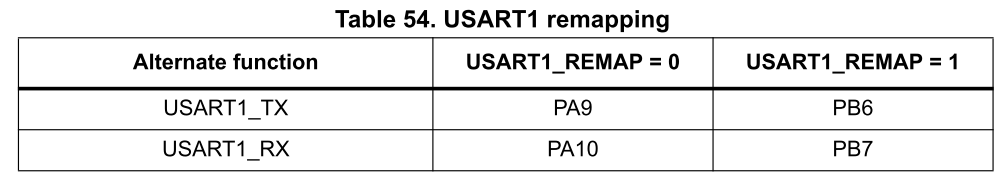 Table 54. USART1 remapping
Alternate function USART1_REMAP = 0 USART1_REMAP = 1
USART1_TX PA9 PB6
USART1_RX PA10 PB7